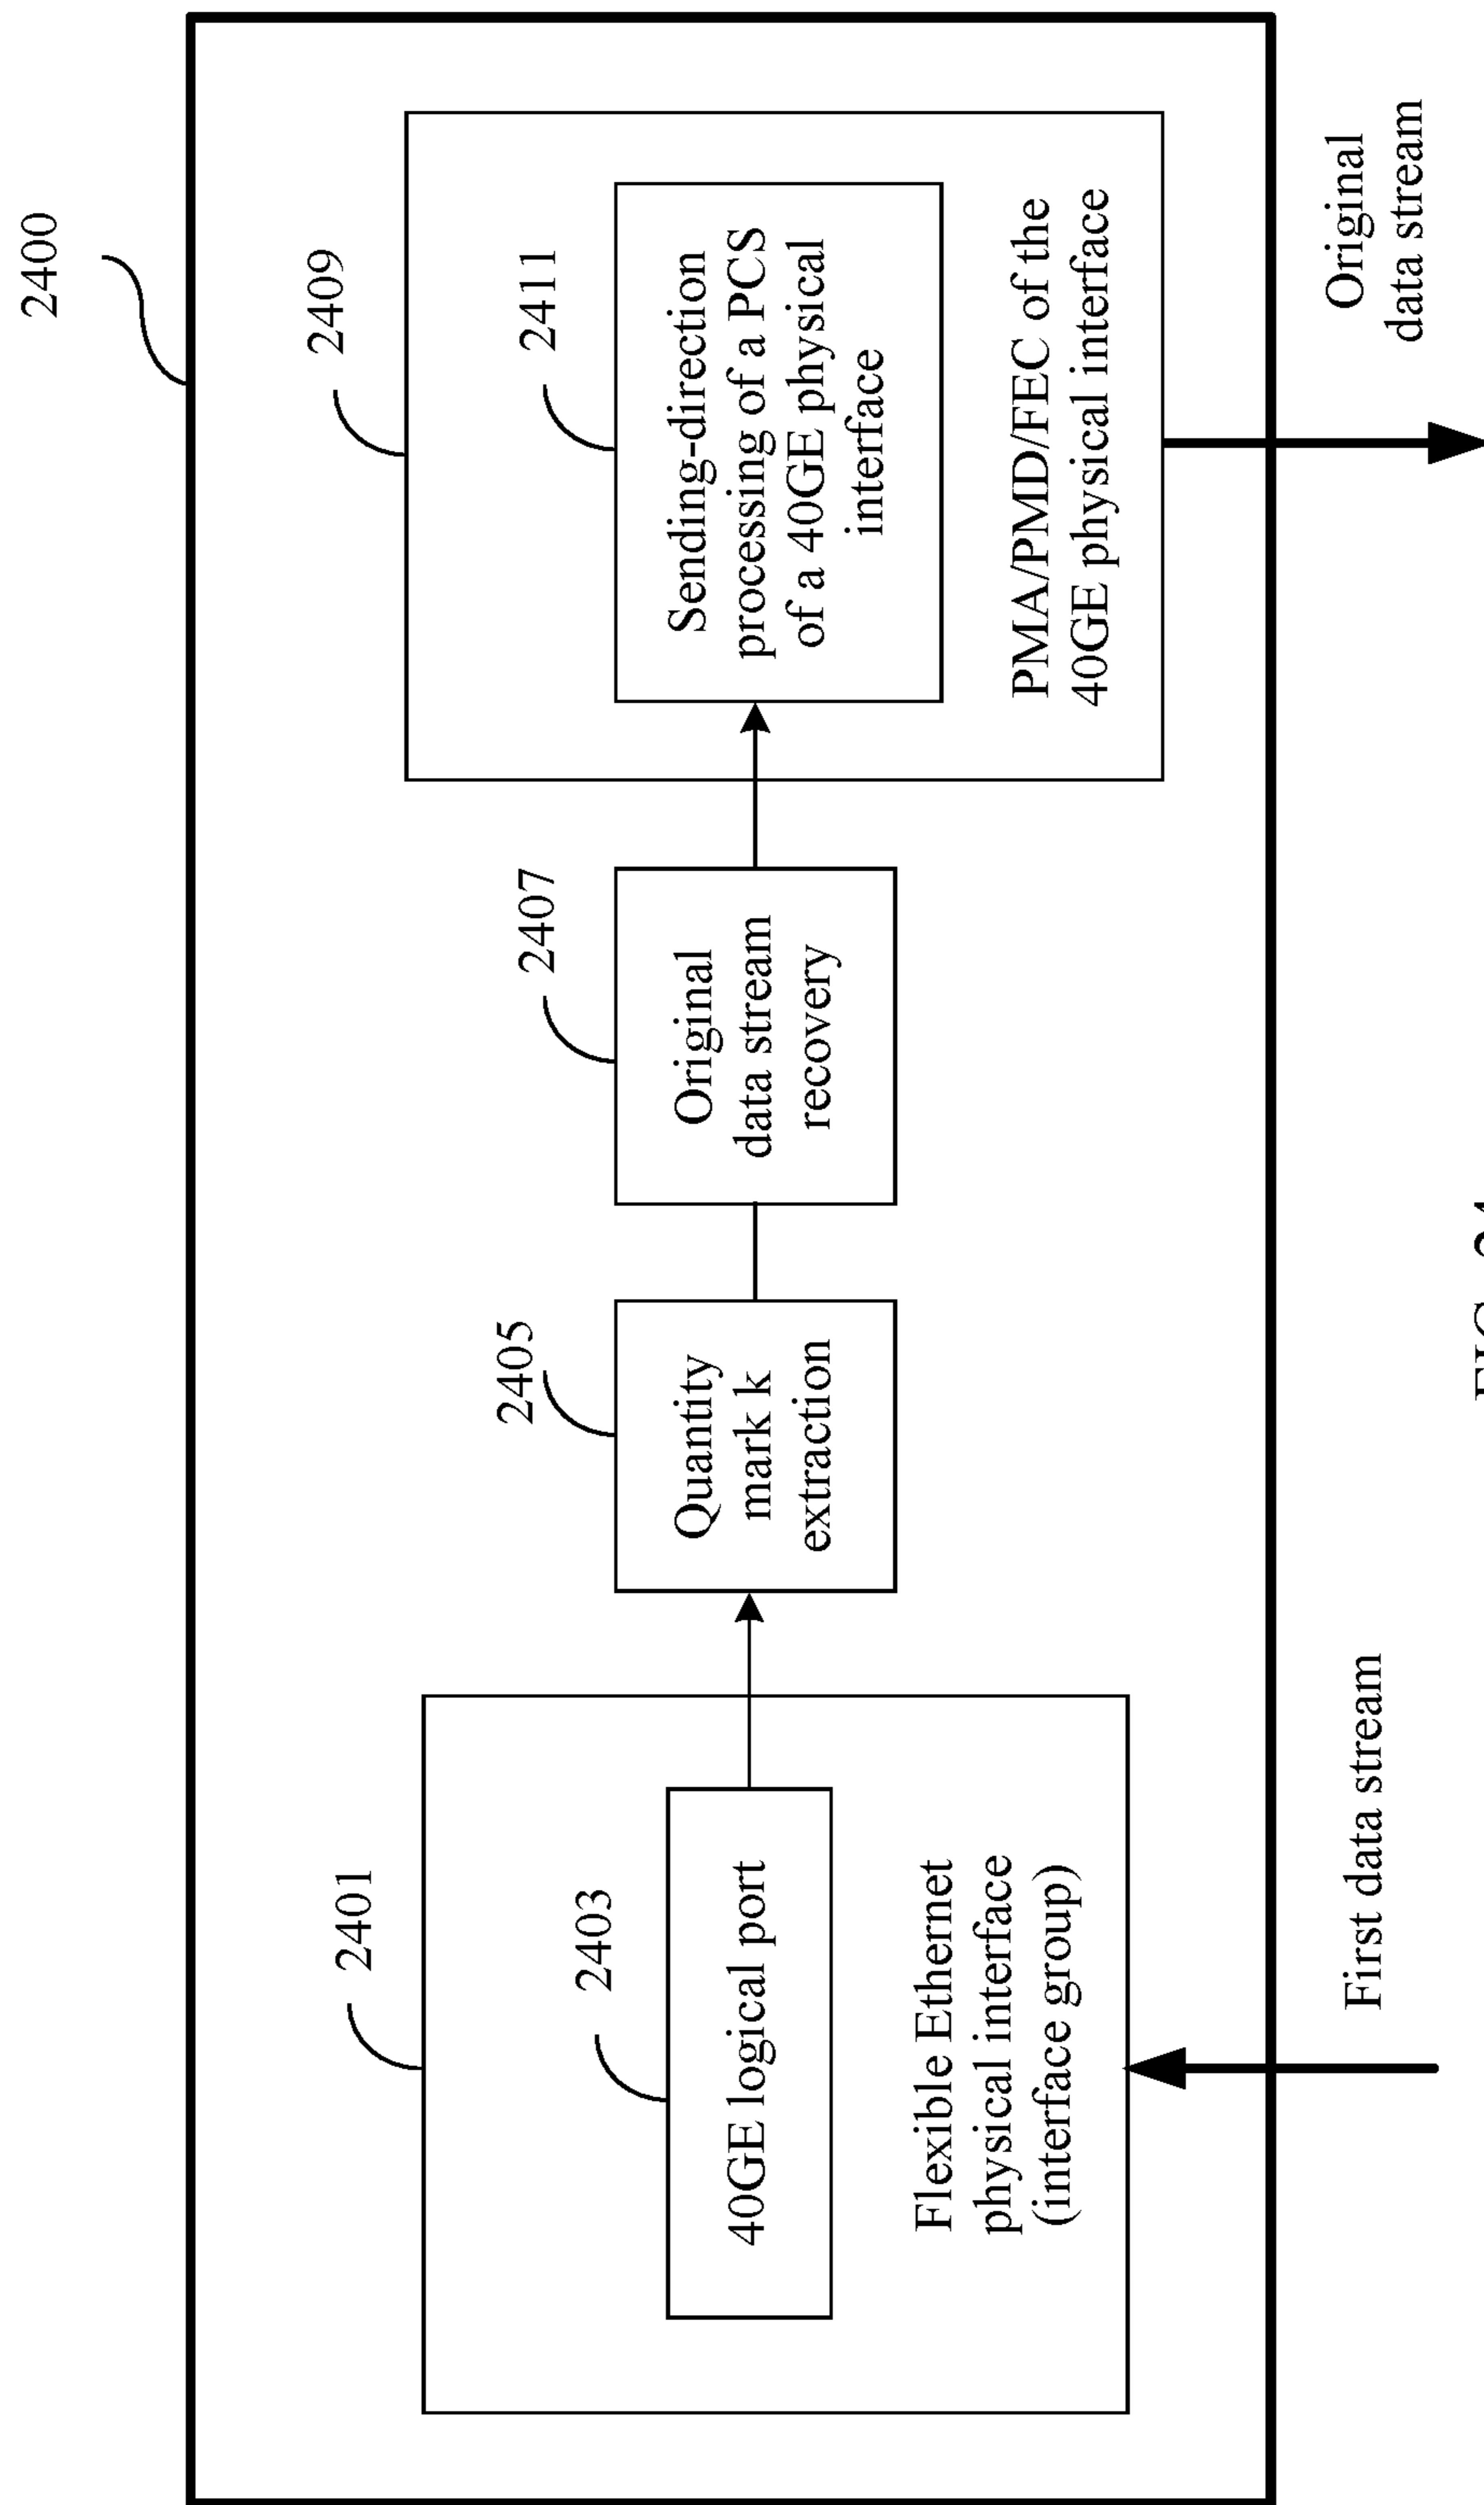 2400
2401
2403
40GE logical port
Flexible Ethernet
physical interface
(interface group)
2405
Quantity
mark k
extraction
2407
Original
data stream
recovery
2409
2411
Sending-direction
processing of a PCS
of a 40GE physical
interface
PMA/PMD/FEC of the
40GE physical interface
First data stream
Original
data stream